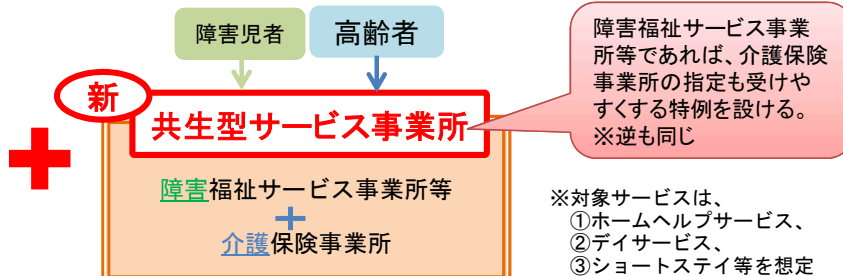 障害児者
高齢者
新
共生型サービス事業所
障害福祉サービス事業所等
+
介護保険事業所
障害福祉サービス事業
所等であれば、介護保険
事業所の指定も受けや
すくする特例を設ける。
※逆も同じ
※対象サービスは、
①ホームヘルプサービス、
②デイサービス、
③ショートステイ等を想定